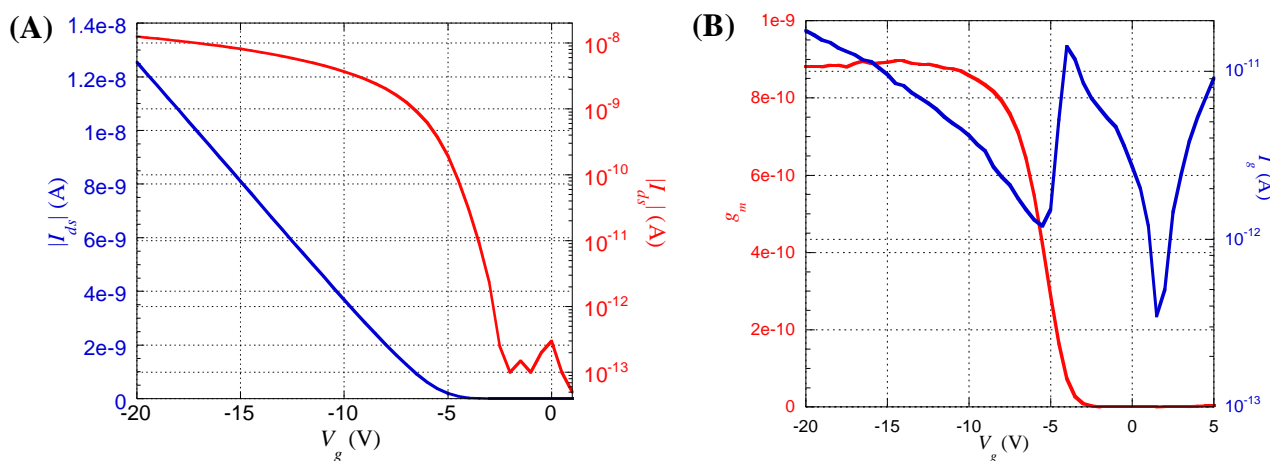 (A)
1.4e-8
1.2e-8
1e-8
8e-9
6e-9
4e-9
2e-9
0
|I_ds| (A)
10^-8
10^-9
10^-10
10^-11
10^-12
10^-13
|I_ds| (A)
-20 -15 -10 -5 0
V_g (V)
(B)
1e-9
8e-10
6e-10
4e-10
2e-10
0
g_m
10^-11
10^-12
10^-13
I_g (A)
-20 -15 -10 -5 0 5
V_g (V)